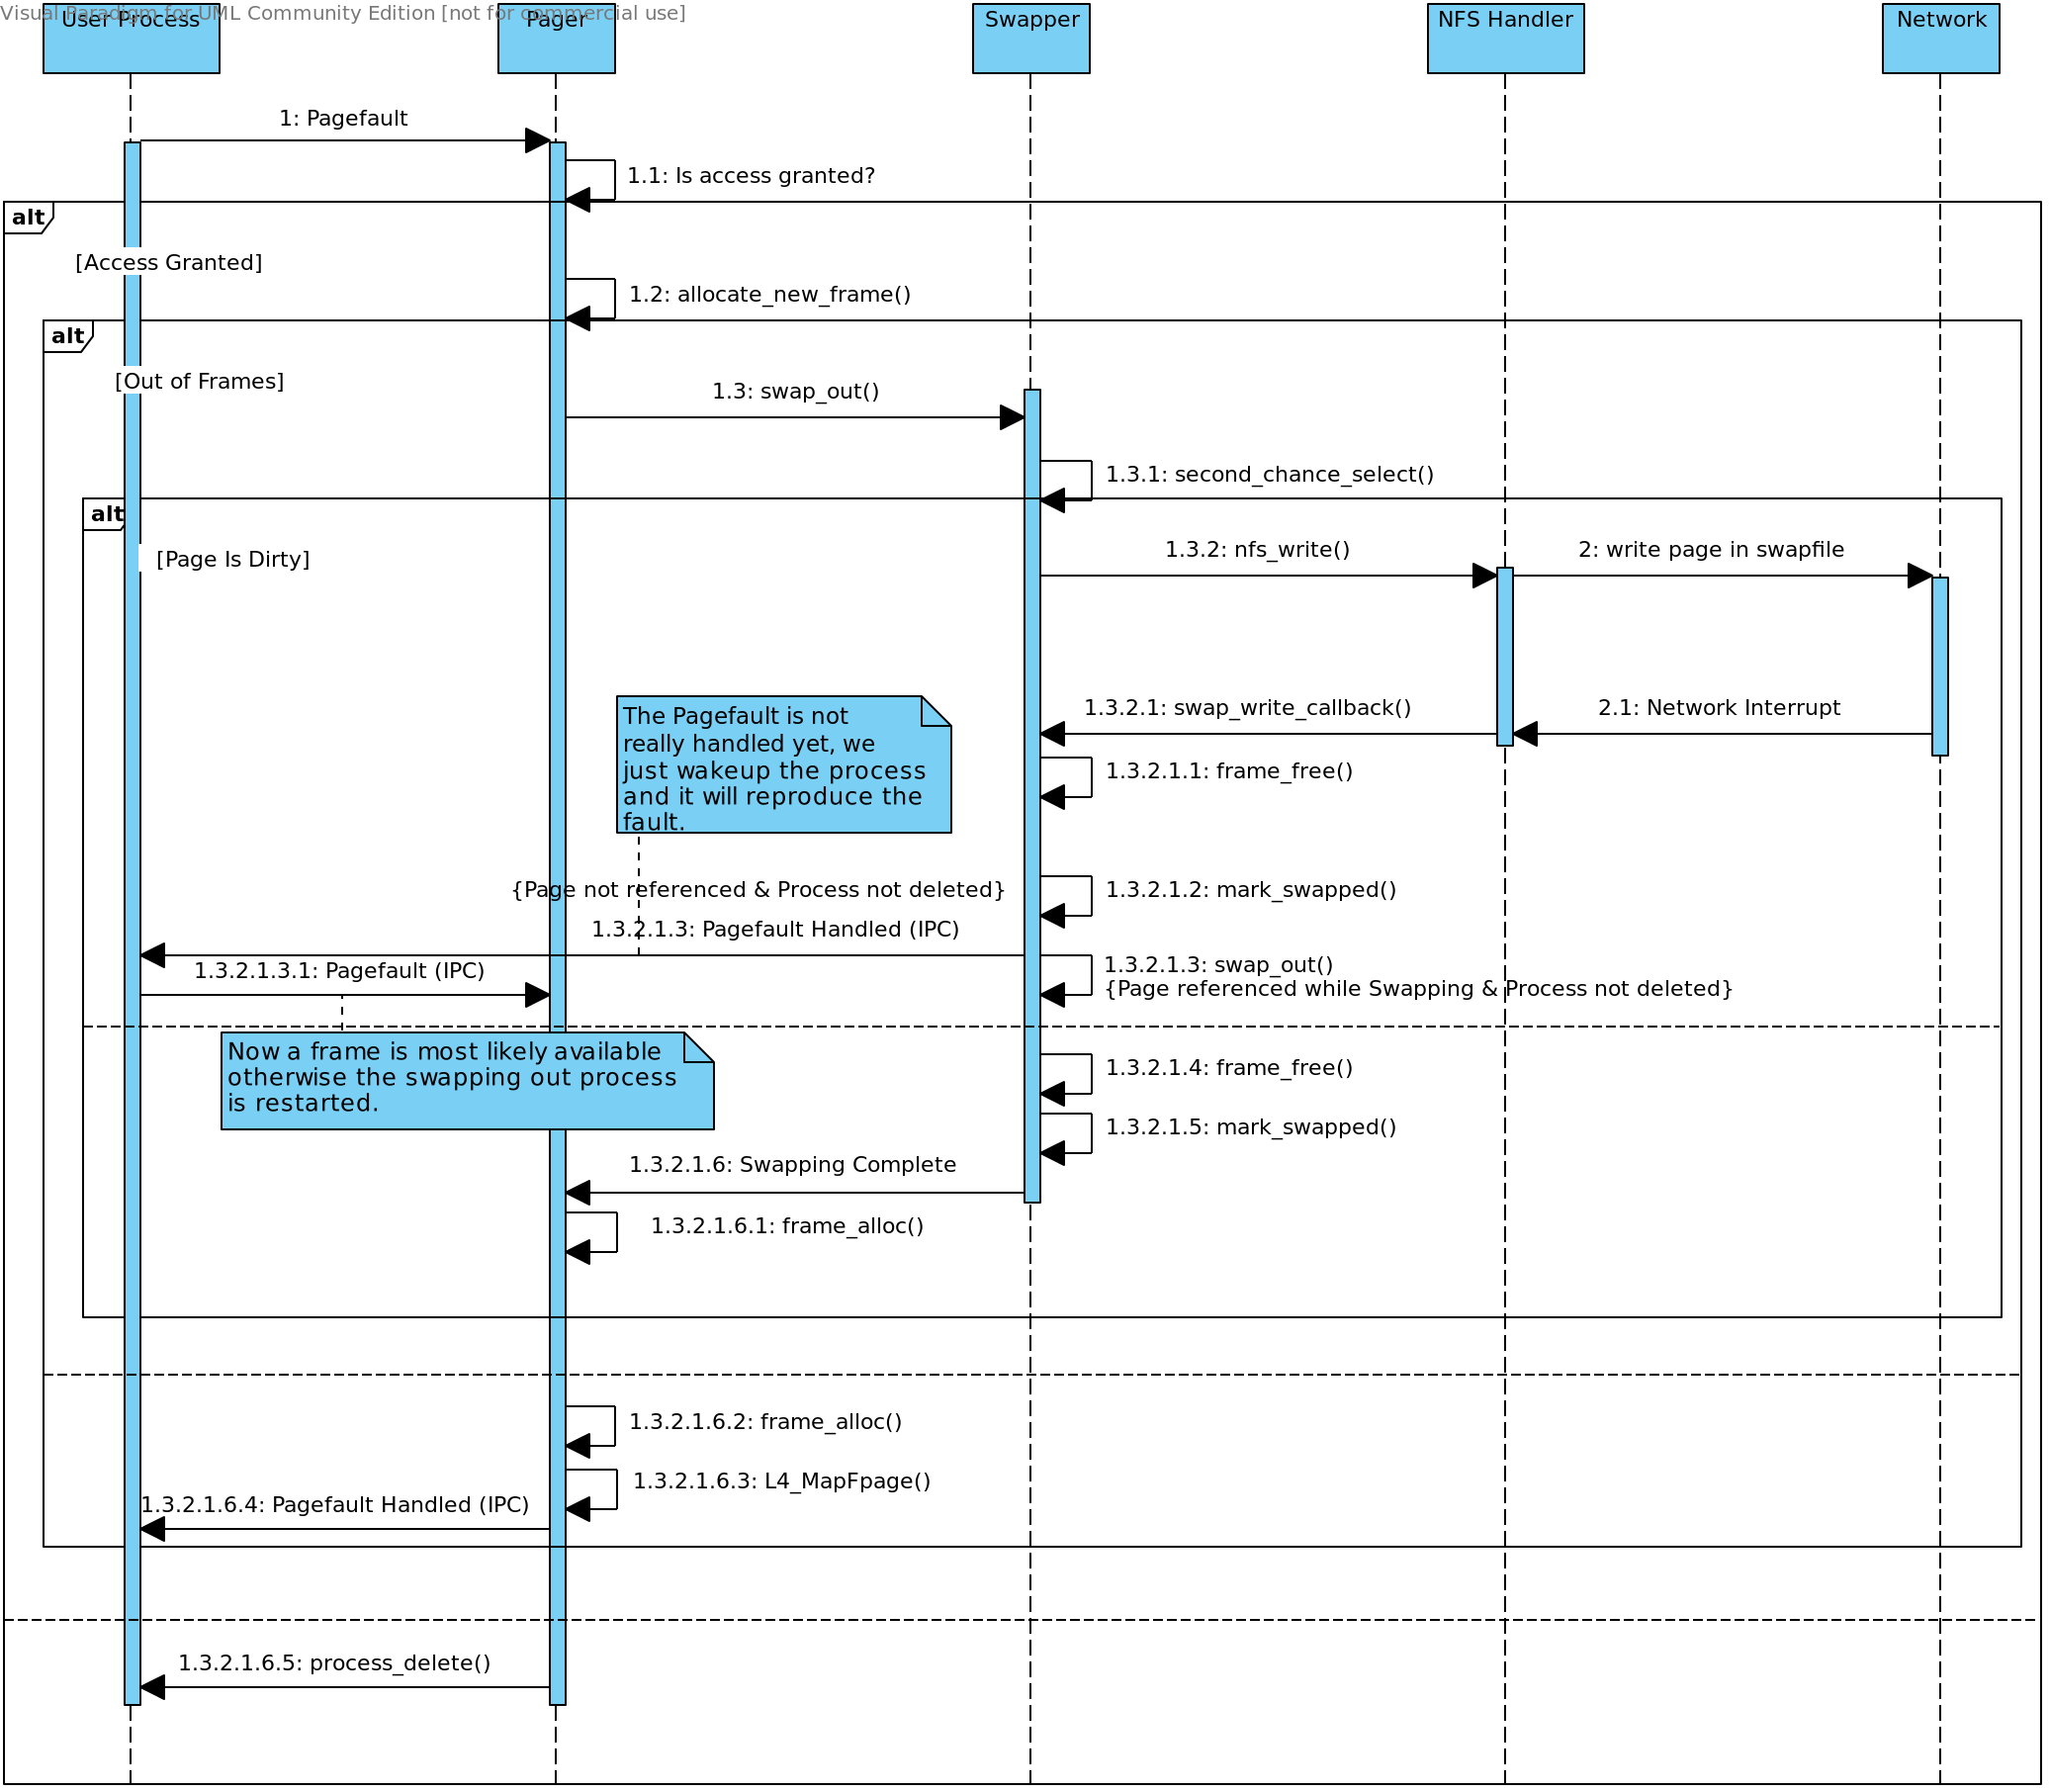 Visual Paradigm for UML Community Edition [not for commercial use]
User Process
Pager
Swapper
NFS Handler
Network
1: Pagefault
1.1: Is access granted?
alt
[Access Granted]
1.2: allocate_new_frame()
alt
[Out of Frames]
1.3: swap_out()
1.3.1: second_chance_select()
alt
[Page Is Dirty]
1.3.2: nfs_write()
2: write page in swapfile
1.3.2.1: swap_write_callback()
2.1: Network Interrupt
The Pagefault is not
really handled yet, we
just wakeup the process
and it will reproduce the
fault.
1.3.2.1.1: frame_free()
{Page not referenced & Process not deleted}
1.3.2.1.2: mark_swapped()
1.3.2.1.3: Pagefault Handled (IPC)
1.3.2.1.3.1: Pagefault (IPC)
1.3.2.1.3: swap_out()
{Page referenced while Swapping & Process not deleted}
Now a frame is most likely available
otherwise the swapping out process
is restarted.
1.3.2.1.4: frame_free()
1.3.2.1.5: mark_swapped()
1.3.2.1.6: Swapping Complete
1.3.2.1.6.1: frame_alloc()
1.3.2.1.6.2: frame_alloc()
1.3.2.1.6.3: L4_MapFpage()
1.3.2.1.6.4: Pagefault Handled (IPC)
1.3.2.1.6.5: process_delete()